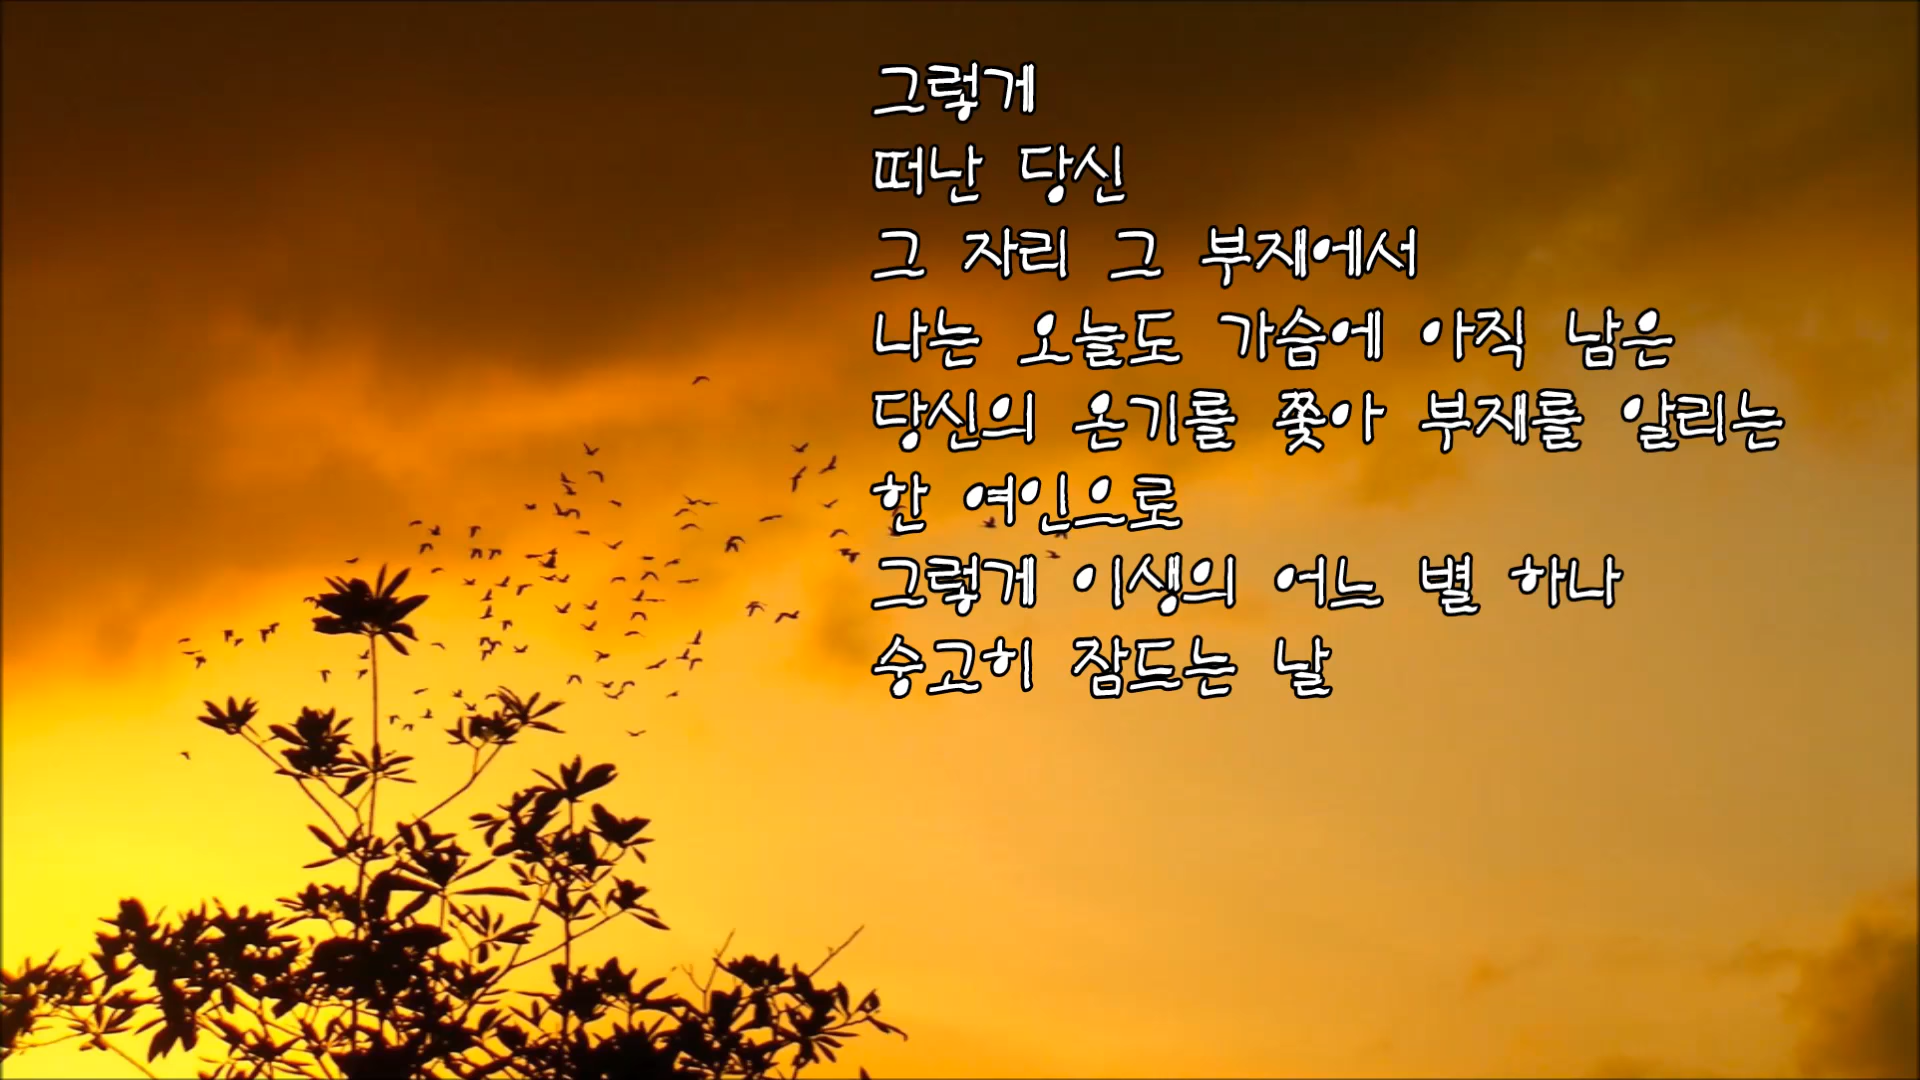 그렇게
떠난 당신
그 자리 그 부재에서
나는 오늘도 가슴에 아직 남은
당신의 온기를 쫓아 부재를 알리는
한 여인으로
그렇게 이생의 어느 별 하나
숭고히 잠드는 날